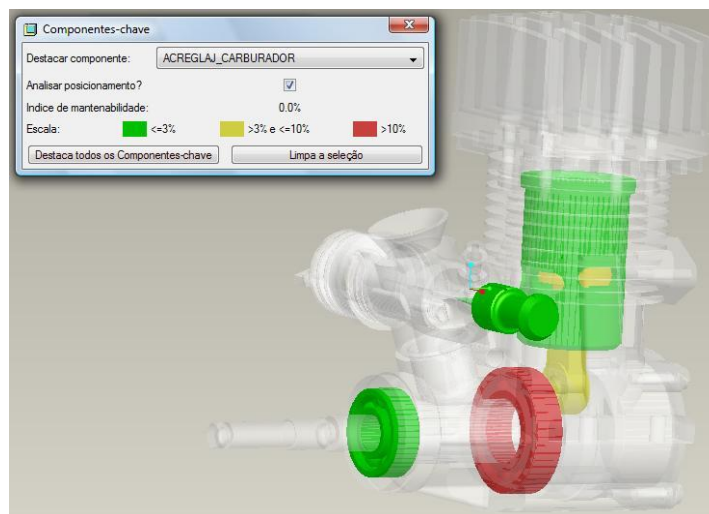 Componentes-chave
Destacar componente: ACREGLAJ_CARBURADOR
Analisar posicionamento?
Indice de mantenabilidade: 0.0%
Escala: <=3% >3% e <=10% >10%
Destaca todos os Componentes-chave Limpa a seleção